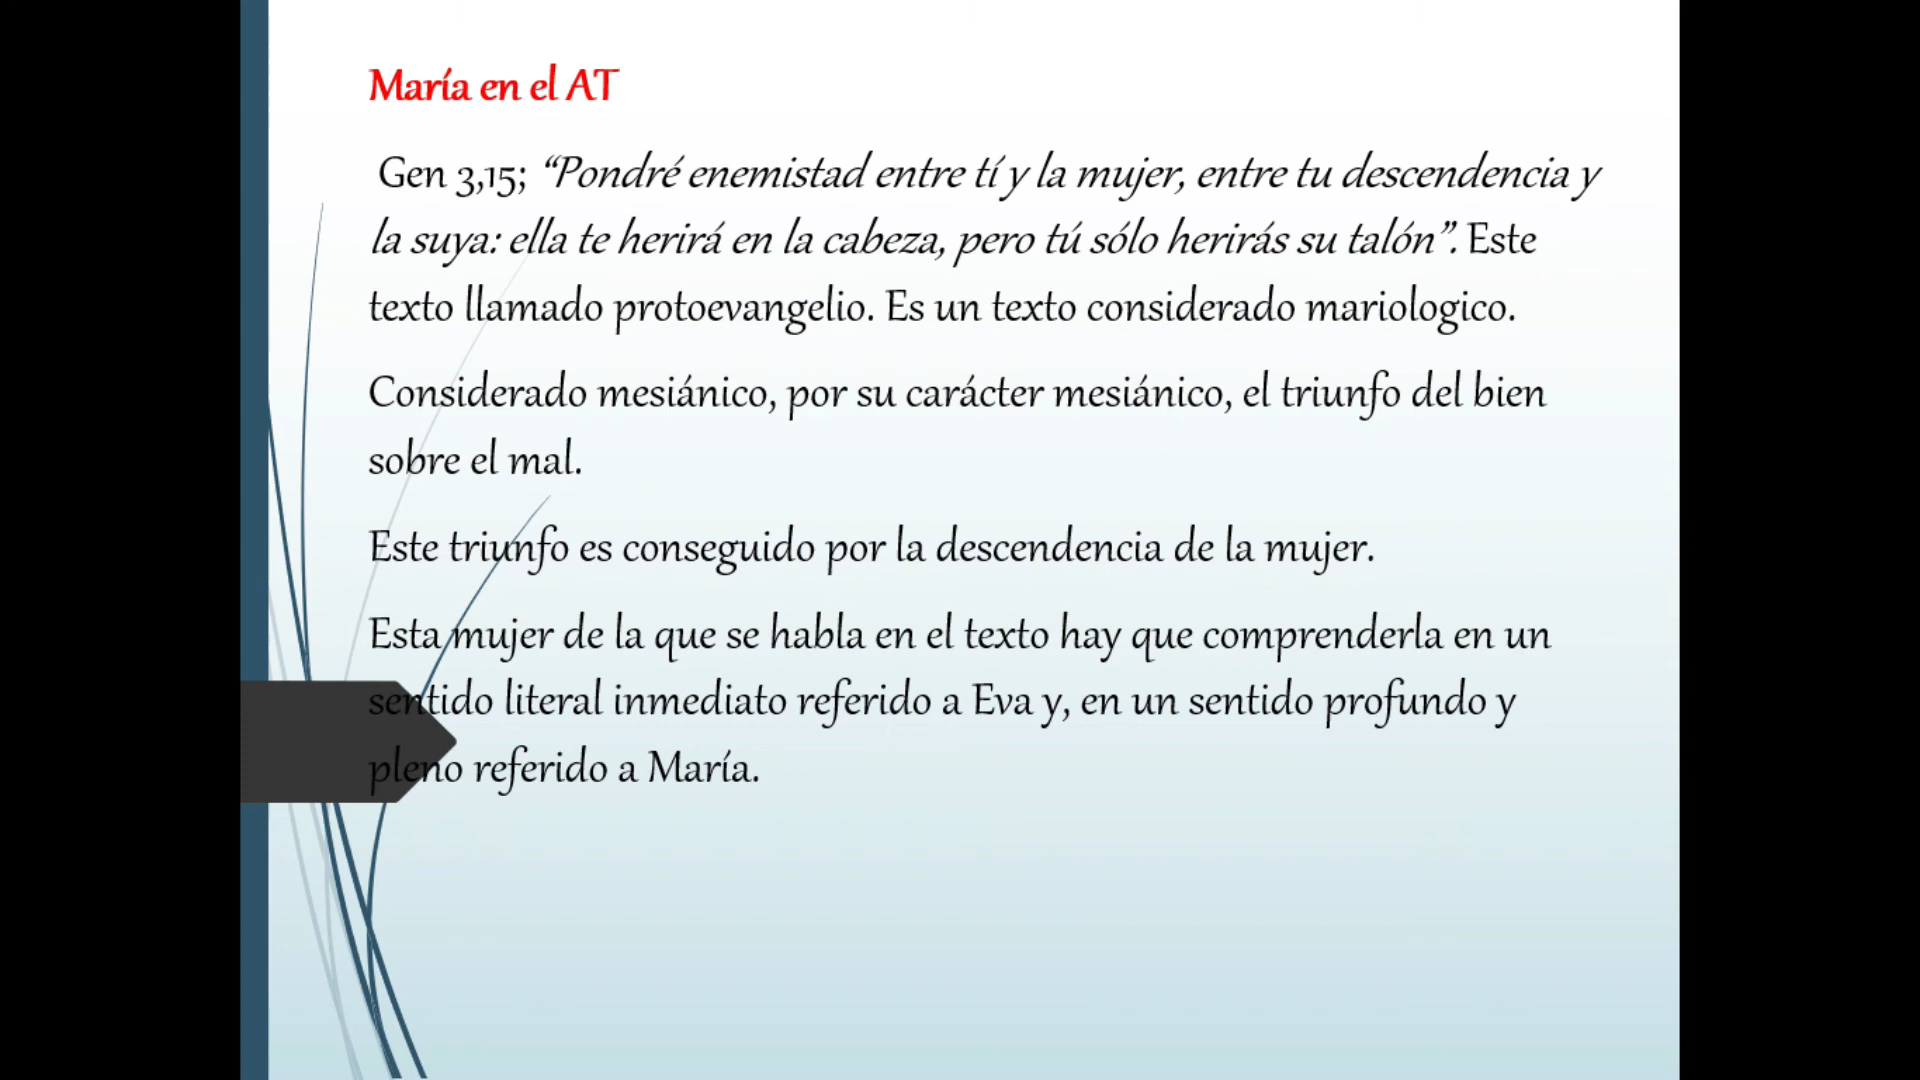 María en el AT
Gen 3,15; “Pondré enemistad entre tí y la mujer, entre tu descendencia y
la suya: ella te herirá en la cabeza, pero tú sólo herirás su talón”. Este
texto llamado protoevangelio. Es un texto considerado mariologico.
Considerado mesiánico, por su carácter mesiánico, el triunfo del bien
sobre el mal.
Este triunfo es conseguido por la descendencia de la mujer.
Esta mujer de la que se habla en el texto hay que comprenderla en un
sentido literal inmediato referido a Eva y, en un sentido profundo y
pleno referido a María.